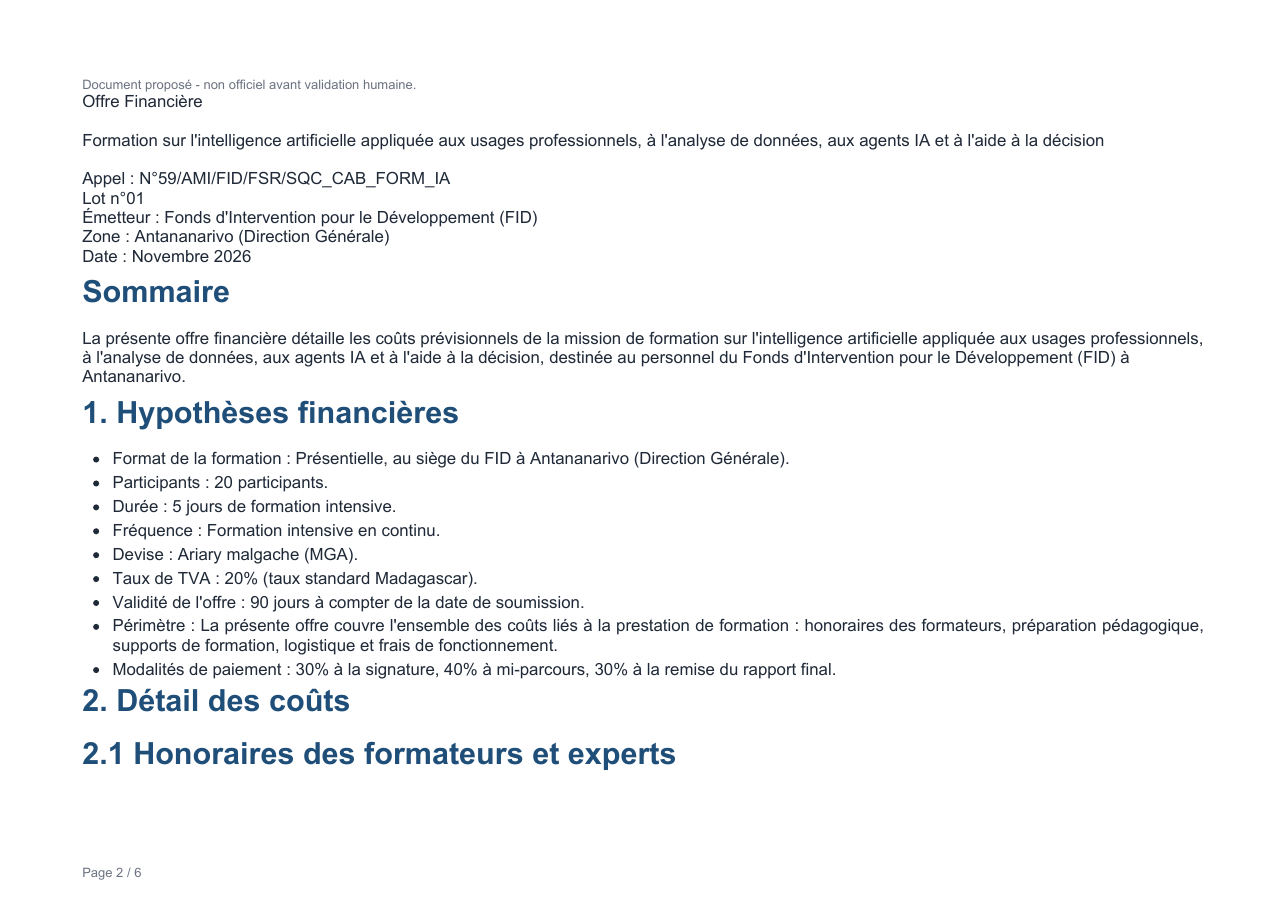 Document proposé - non officiel avant validation humaine.
Offre Financière
Formation sur l'intelligence artificielle appliquée aux usages professionnels, à l'analyse de données, aux agents IA et à l'aide à la décision
Appel : N°59/AMI/FID/FSR/SQC_CAB_FORM_IA
Lot n°01
Émetteur : Fonds d'Intervention pour le Développement (FID)
Zone : Antananarivo (Direction Générale)
Date : Novembre 2026
Sommaire
La présente offre financière détaille les coûts prévisionnels de la mission de formation sur l'intelligence artificielle appliquée aux usages professionnels,
à l'analyse de données, aux agents IA et à l'aide à la décision, destinée au personnel du Fonds d'Intervention pour le Développement (FID) à
Antananarivo.
1. Hypothèses financières
• Format de la formation : Présentielle, au siège du FID à Antananarivo (Direction Générale).
• Participants : 20 participants.
• Durée : 5 jours de formation intensive.
• Fréquence : Formation intensive en continu.
• Devise : Ariary malgache (MGA).
• Taux de TVA : 20% (taux standard Madagascar).
• Validité de l'offre : 90 jours à compter de la date de soumission.
• Périmètre : La présente offre couvre l'ensemble des coûts liés à la prestation de formation : honoraires des formateurs, préparation pédagogique,
supports de formation, logistique et frais de fonctionnement.
• Modalités de paiement : 30% à la signature, 40% à mi-parcours, 30% à la remise du rapport final.
2. Détail des coûts
2.1 Honoraires des formateurs et experts
Page 2 / 6